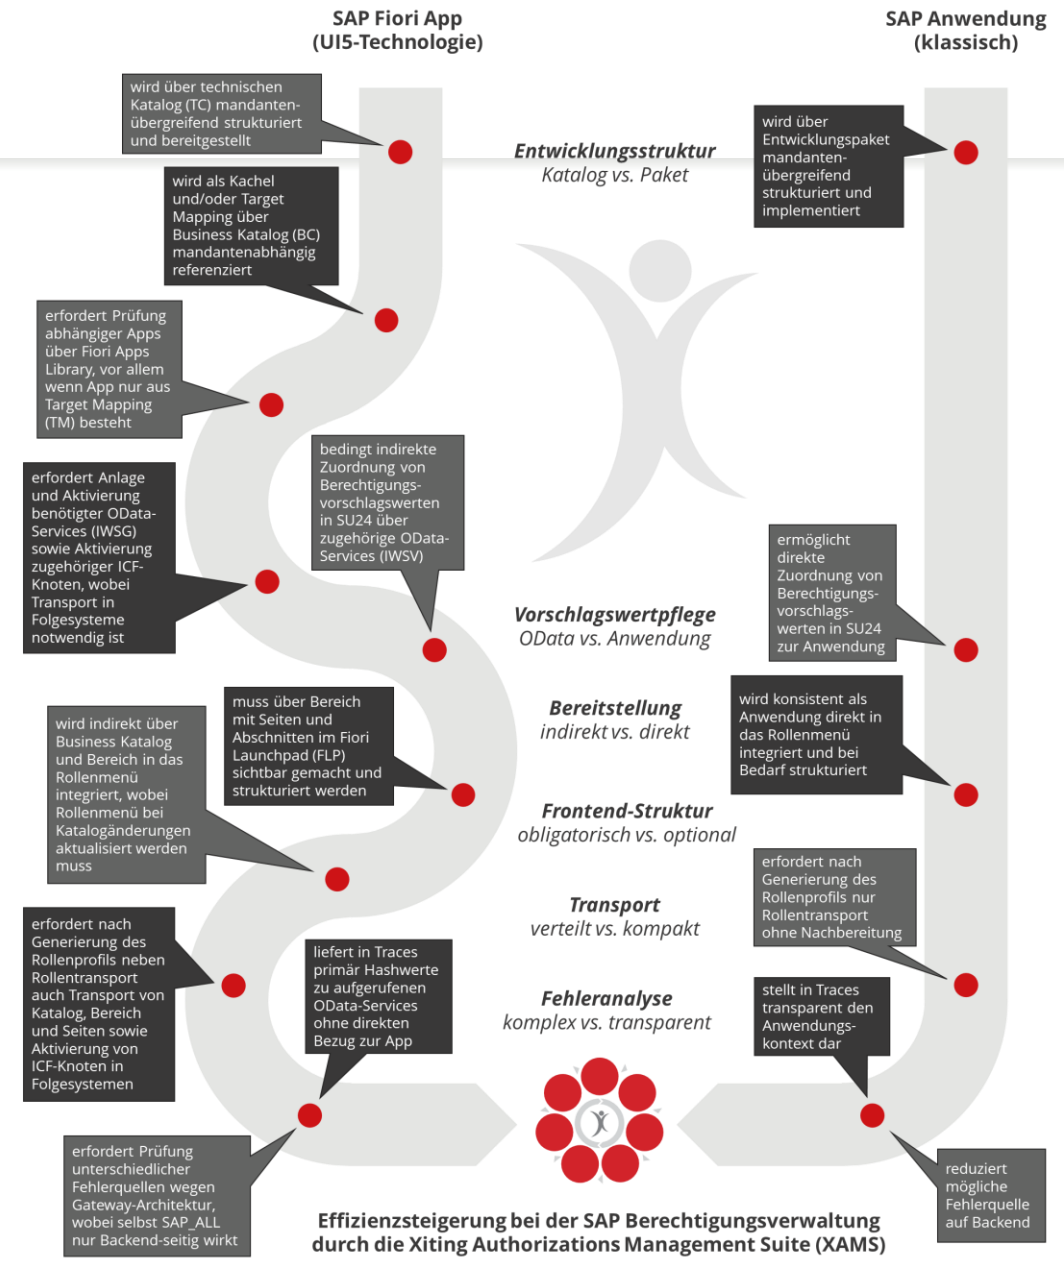 SAP Fiori App
(UI5-Technologie)
SAP Anwendung
(klassisch)
wird über technischen
Katalog (TC) mandanten-
übergreifend strukturiert
und bereitgestellt
Entwicklungsstruktur
Katalog vs. Paket
wird über
Entwicklungspaket
mandanten-
übergreifend
strukturiert und
implementiert
wird als Kachel
und/oder Target
Mapping über
Business Katalog (BC)
mandantenabhängig
referenziert
erfordert Prüfung
abhängiger Apps
über Fiori Apps
Library, vor allem
wenn App nur aus
Target Mapping
(TM) besteht
erfordert Anlage
und Aktivierung
benötigter OData-
Services (IWSG)
sowie Aktivierung
zugehöriger ICF-
Knoten, wobei
Transport in
Folgesysteme
notwendig ist
bedingt indirekte
Zuordnung von
Berechtigungs-
vorschlagswerten
in SU24 über
zugehörige OData-
Services (IWSV)
Vorschlagswertpflege
OData vs. Anwendung
ermöglicht
direkte
Zuordnung von
Berechtigungs-
vorschlags-
werten in SU24
zur Anwendung
muss über Bereich
mit Seiten und
Abschnitten im Fiori
Launchpad (FLP)
sichtbar gemacht und
strukturiert werden
Bereitstellung
indirekt vs. direkt
wird konsistent als
Anwendung direkt in
das Rollenmenü
integriert und bei
Bedarf strukturiert
wird indirekt über
Business Katalog
und Bereich in das
Rollenmenü
integriert, wobei
Rollenmenü bei
Katalogänderungen
aktualisiert werden
muss
Frontend-Struktur
obligatorisch vs. optional
erfordert nach
Generierung des
Rollenprofils nur
Rollentransport
ohne Nachbereitung
Transport
verteilt vs. kompakt
erfordert nach
Generierung des
Rollenprofils neben
Rollentransport
auch Transport von
Katalog, Bereich
und Seiten sowie
Aktivierung von
ICF-Knoten in
Folgesystemen
liefert in Traces
primär Hashwerte
zu aufgerufenen
OData-Services
ohne direkten
Bezug zur App
Fehleranalyse
komplex vs. transparent
stellt in Traces
transparent den
Anwendungs-
kontext dar
erfordert Prüfung
unterschiedlicher
Fehlerquellen wegen
Gateway-Architektur,
wobei selbst SAP_ALL
nur Backend-seitig wirkt
reduziert
mögliche
Fehlerquelle
auf Backend
Effizienzsteigerung bei der SAP Berechtigungsverwaltung
durch die Xiting Authorizations Management Suite (XAMS)